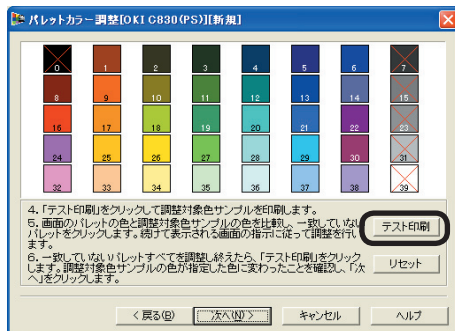 パレットカラー調整[OKI C830(PS)][新規]
0 1 2 3 4 5 6 7
8 9 10 11 12 13 14 15
16 17 18 19 20 21 22 23
24 25 26 27 28 29 30 31
32 33 34 35 36 37 38 39
4. 「テスト印刷」をクリックして調整対象色サンプルを印刷します。
5. 画面のパレットの色と調整対象色サンプルの色を比較し、一致していない
パレットをクリックします。続けて表示される画面の指示に従って調整を行い
ます。
6. 一致していないパレットすべてを調整し終えたら、「テスト印刷」をクリック
します。調整対象色サンプルの色が指定した色に変わったことを確認し、「次
へ」をクリックします。
テスト印刷
リセット
< 戻る(B)
次へ(N) >
キャンセル
ヘルプ